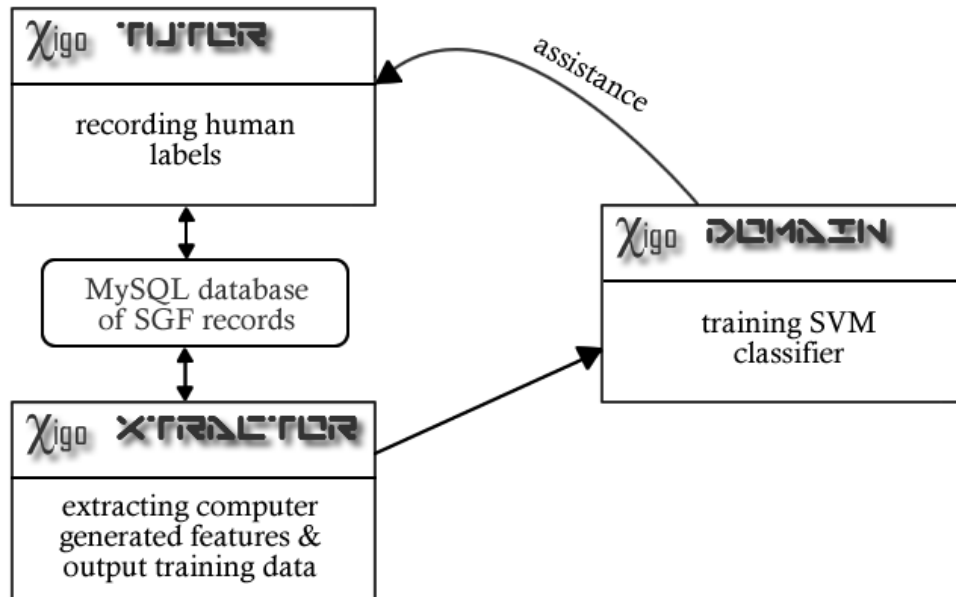 χigo TUTOR
recording human
labels
assistance
MySQL database
of SGF records
χigo DOMAIN
training SVM
classifier
χigo XTRACTOR
extracting computer
generated features &
output training data